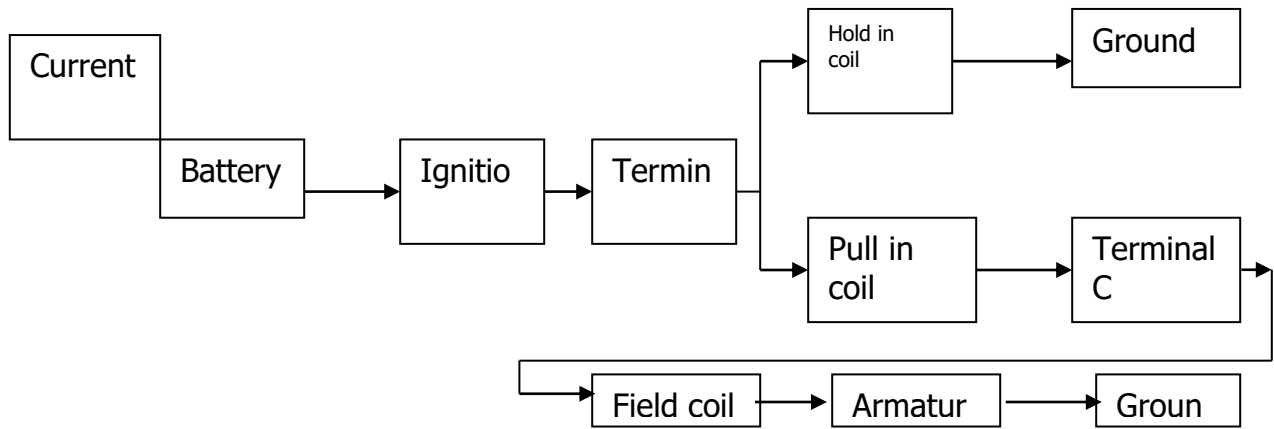 Current
Battery
Ignitio
Termin
Hold in
coil
Ground
Pull in
coil
Terminal
C
Field coil
Armatur
Groun